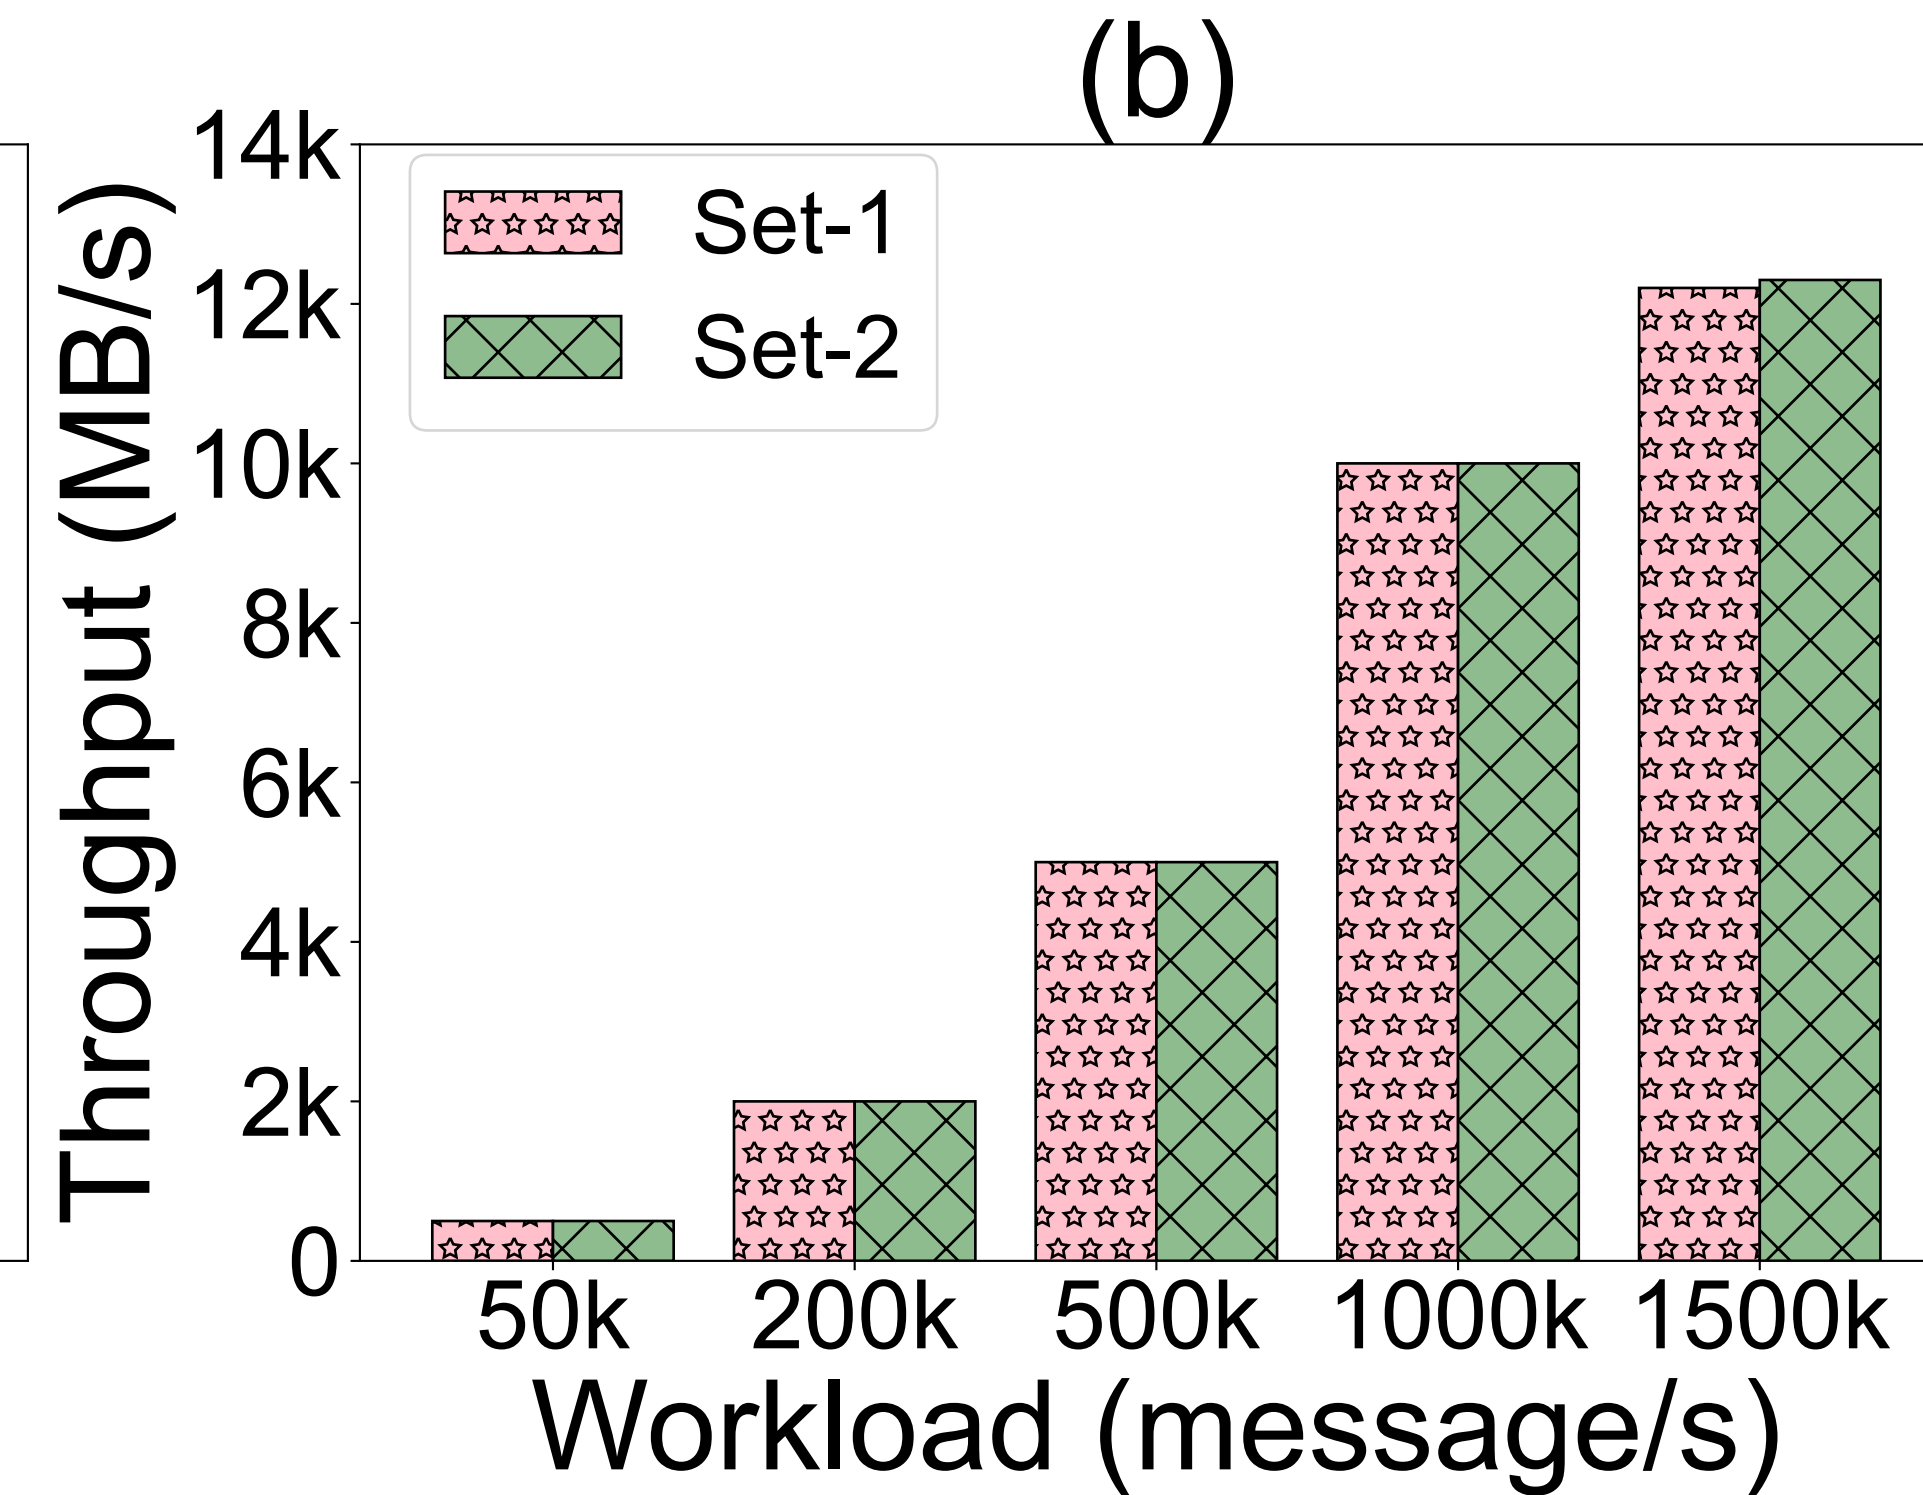 (b)
14k
12k
10k
8k
6k
4k
2k
0
Throughput (MB/s)
Set-1
Set-2
50k 200k 500k 1000k 1500k
Workload (message/s)